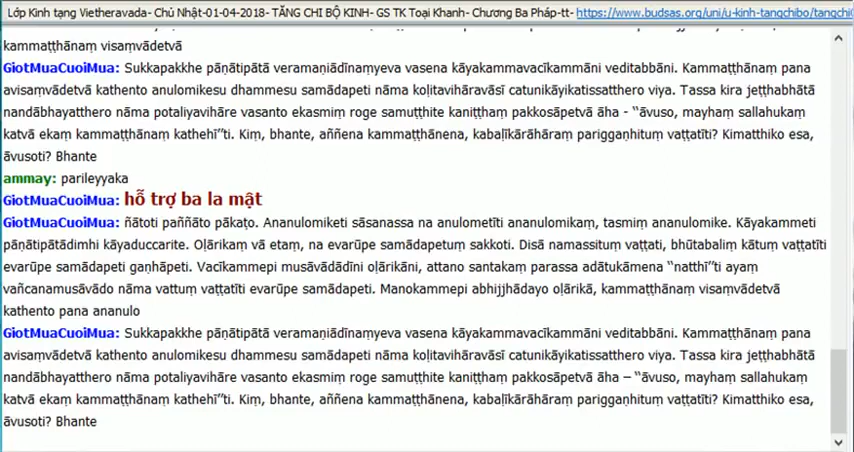 Lớp Kinh tạng Vietheravada- Chủ Nhật-01-04-2018- TĂNG CHI BỘ KINH- GS TK Toại Khanh- Chương Ba Pháp-tt- https://www.budsas.org/uni/u-kinh-tangchibo/tangchi0
kammaṭṭhānaṃ visaṃvādetvā
GiotMuaCuoiMua: Sukkapakkhe pāṇātipātā veramaṇiādīnaṃyeva vasena kāyakammavacīkammāni veditabbāni. Kammaṭṭhānaṃ pana
avisaṃvādetvā kathento anulomikesu dhammesu samādapeti nāma koḷitavihāravāsī catunikāyikatissatthero viya. Tassa kira jeṭṭhabhātā
nandābhayatthero nāma potaliyavihāre vasanto ekasmiṃ roge samuṭṭhite kaniṭṭhaṃ pakkosāpetvā āha - “āvuso, mayhaṃ sallahukaṃ
katvā ekaṃ kammaṭṭhānaṃ kathehī”ti. Kiṃ, bhante, aññena kammaṭṭhānena, kabaḷīkārāhāraṃ pariggaṇhituṃ vaṭṭatīti? Kimatthiko esa,
āvusoti? Bhante
ammay: parileyyaka
GiotMuaCuoiMua: hỗ trợ ba la mật
GiotMuaCuoiMua: ñātoti paññāto pākaṭo. Ananulomiketi sāsanassa na anulometīti ananulomikaṃ, tasmiṃ ananulomike. Kāyakammeti
pāṇātipātādimhi kāyaduccarite. Oḷārikaṃ vā etaṃ, na evarūpe samādapetuṃ sakkoti. Disā namassituṃ vaṭṭati, bhūtabaliṃ kātuṃ vaṭṭatīti
evarūpe samādapeti gaṇhāpeti. Vacīkammepi musāvādādīni oḷārikāni, attano santakaṃ parassa adātukāmena “natthī”ti ayaṃ
vañcanamusāvādo nāma vattuṃ vaṭṭatīti evarūpe samādapeti. Manokammepi abhijjhādayo oḷārikā, kammaṭṭhānaṃ visaṃvādetvā
kathento pana ananulo
GiotMuaCuoiMua: Sukkapakkhe pāṇātipātā veramaṇiādīnaṃyeva vasena kāyakammavacīkammāni veditabbāni. Kammaṭṭhānaṃ pana
avisaṃvādetvā kathento anulomikesu dhammesu samādapeti nāma koḷitavihāravāsī catunikāyikatissatthero viya. Tassa kira jeṭṭhabhātā
nandābhayatthero nāma potaliyavihāre vasanto ekasmiṃ roge samuṭṭhite kaniṭṭhaṃ pakkosāpetvā āha – “āvuso, mayhaṃ sallahukaṃ
katvā ekaṃ kammaṭṭhānaṃ kathehī”ti. Kiṃ, bhante, aññena kammaṭṭhānena, kabaḷīkārāhāraṃ pariggaṇhituṃ vaṭṭatīti? Kimatthiko esa,
āvusoti? Bhante